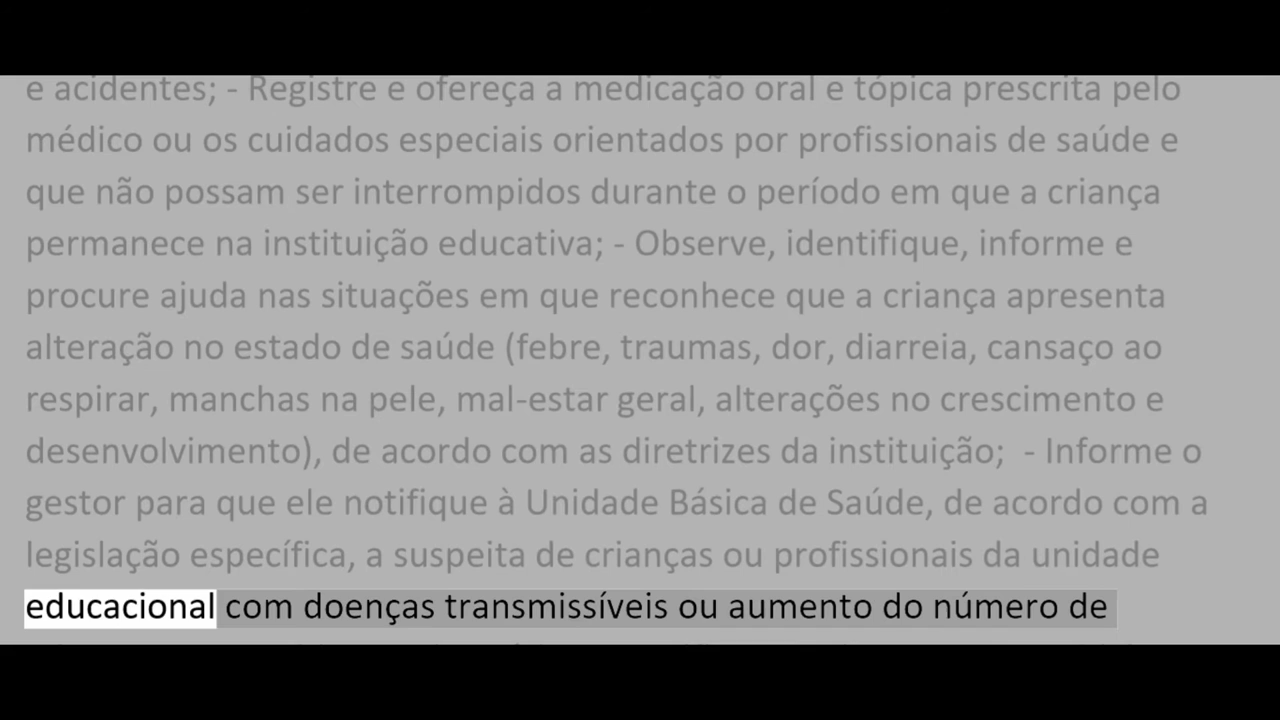 e acidentes; - Registre e ofereça a medicação oral e tópica prescrita pelo
médico ou os cuidados especiais orientados por profissionais de saúde e
que não possam ser interrompidos durante o período em que a criança
permanece na instituição educativa; - Observe, identifique, informe e
procure ajuda nas situações em que reconhece que a criança apresenta
alteração no estado de saúde (febre, traumas, dor, diarreia, cansaço ao
respirar, manchas na pele, mal-estar geral, alterações no crescimento e
desenvolvimento), de acordo com as diretrizes da instituição;  - Informe o
gestor para que ele notifique à Unidade Básica de Saúde, de acordo com a
legislação específica, a suspeita de crianças ou profissionais da unidade
educacional com doenças transmissíveis ou aumento do número de